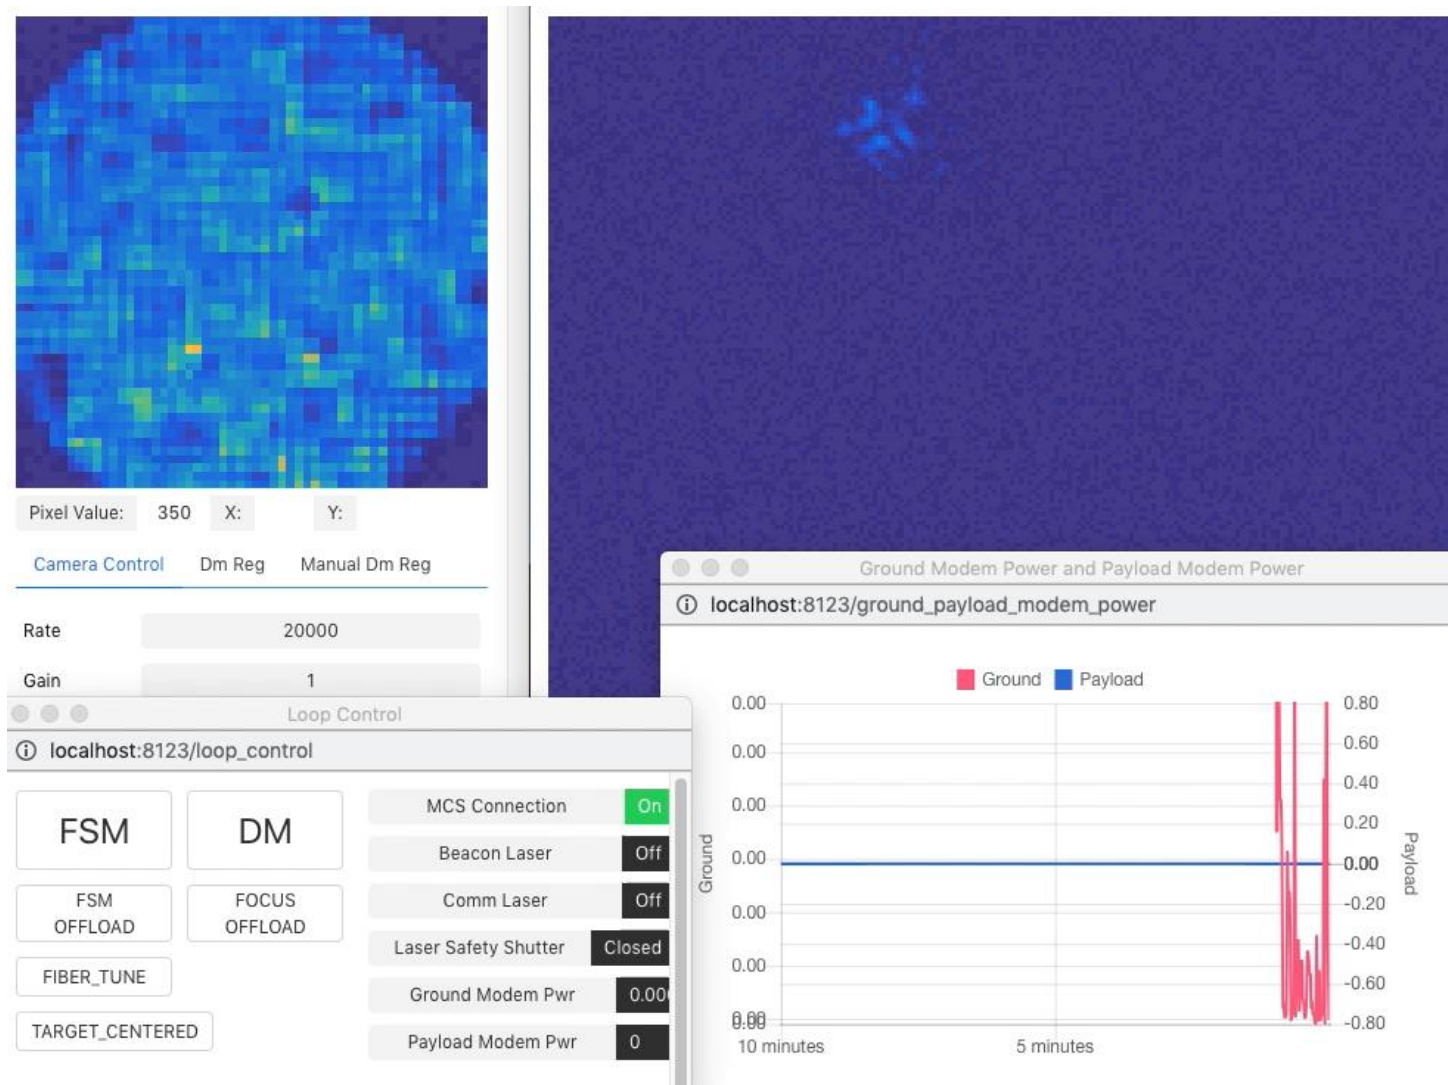 Pixel Value: 350 X: Y:
Camera Control Dm Reg Manual Dm Reg
Rate 20000
Gain 1
Loop Control
localhost:8123/loop_control
FSM DM
FSM OFFLOAD
FOCUS OFFLOAD
FIBER_TUNE
TARGET_CENTERED
MCS Connection On
Beacon Laser Off
Comm Laser Off
Laser Safety Shutter Closed
Ground Modem Pwr 0.00
Payload Modem Pwr 0
Ground Modem Power and Payload Modem Power
localhost:8123/ground_payload_modem_power
Ground Payload
0.00
0.00
0.00
0.00
0.00
0.00
0.00
Ground
0.80
0.60
0.40
0.20
0.00
-0.20
-0.40
-0.60
-0.80
Payload
10 minutes 5 minutes